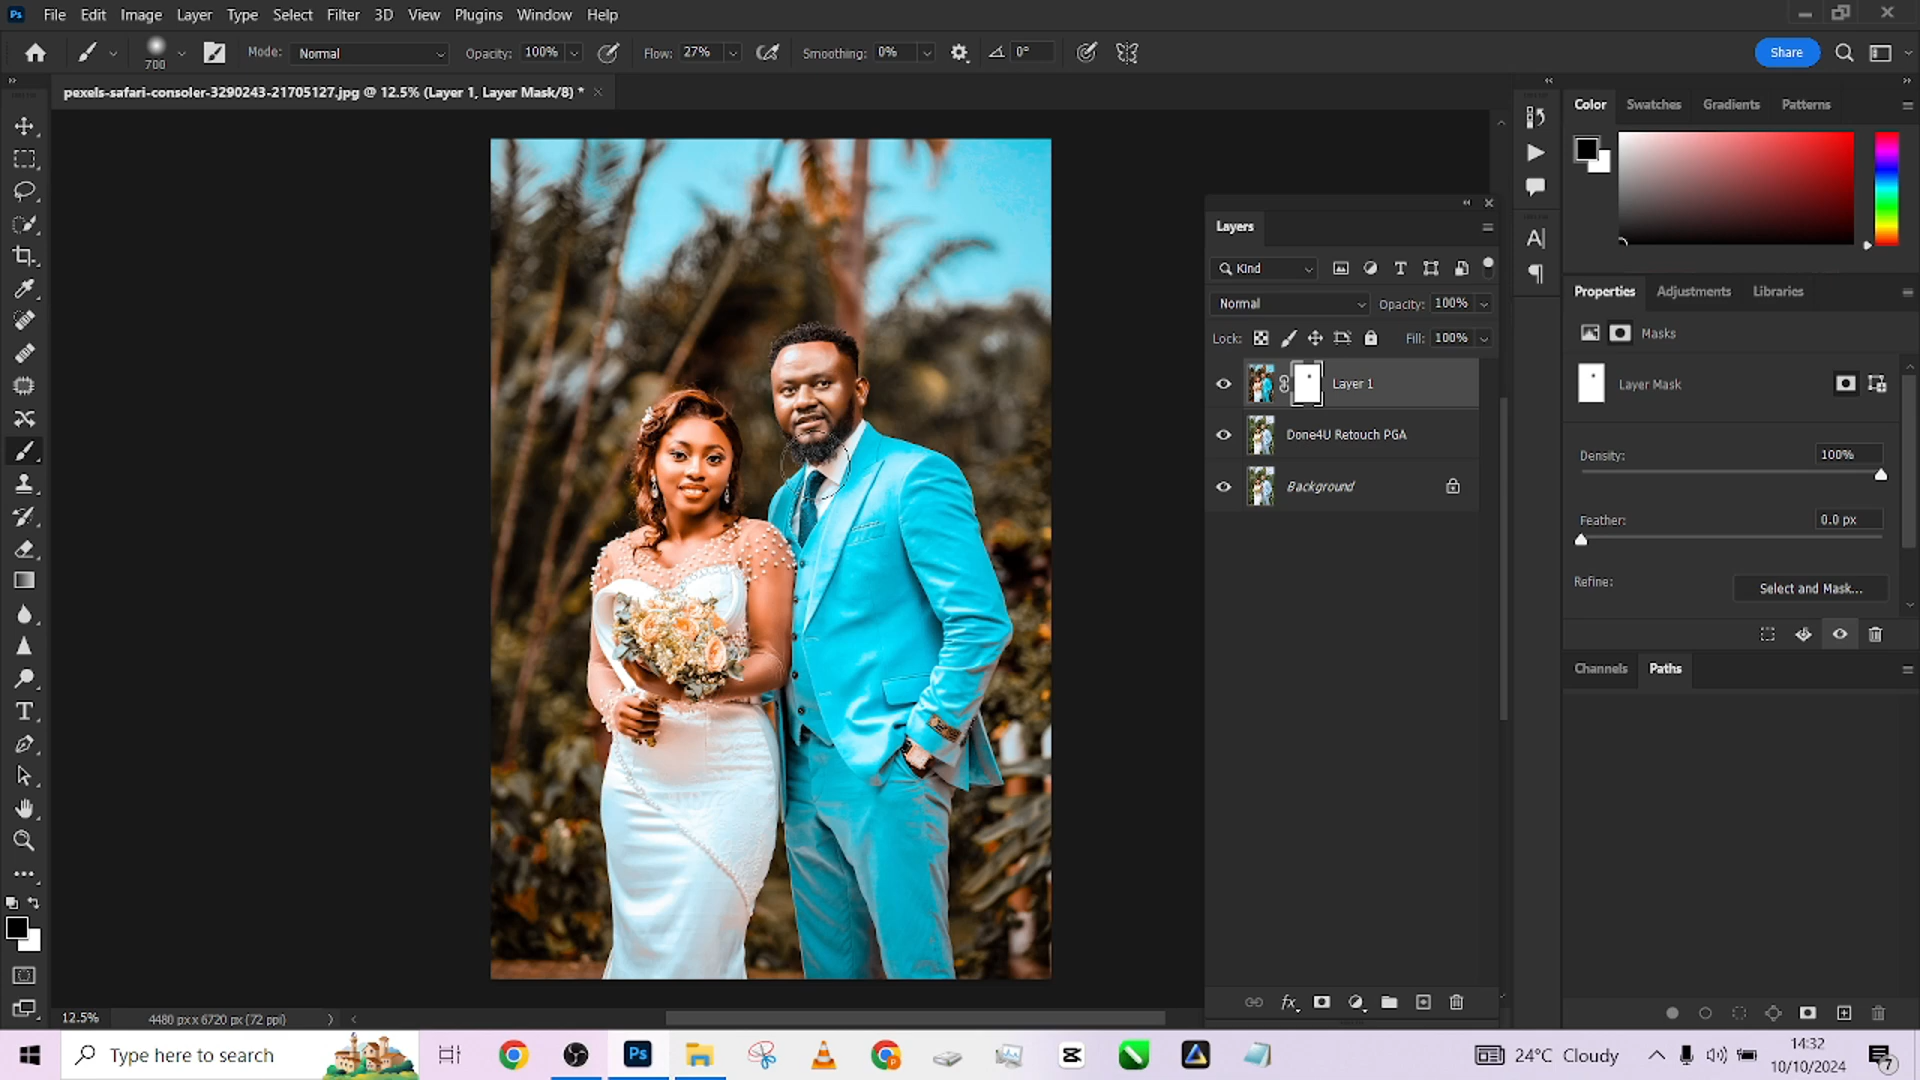 Ps File Edit Image Layer Type Select Filter 3D View Plugins Window Help
700 Mode: Normal Opacity: 100% Flow: 27% Smoothing: 0% 0° Share
pexels-safari-consoler-3290243-21705127.jpg @ 12.5% (Layer 1, Layer Mask/8) *
Color Swatches Gradients Patterns
Layers
Kind
Normal Opacity: 100%
Lock: Fill: 100%
Layer 1
Done4U Retouch PGA
Background
Properties Adjustments Libraries
Masks
Layer Mask
Density: 100%
Feather: 0.0 px
Refine: Select and Mask...
Channels Paths
12.5% 4480 px x 6720 px (72 ppi)
Type here to search
Ps
24°C Cloudy
14:32
10/10/2024
7